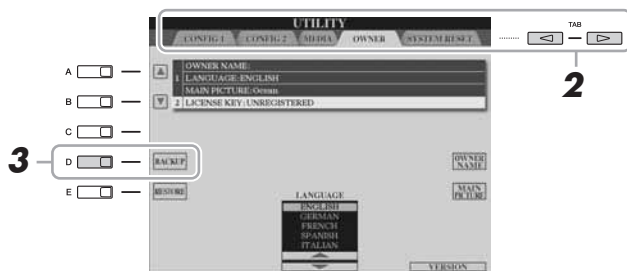 UTILITY
CONFIG 1 CONFIG 2 MEDIA OWNER SYSTEM RESET
TAB
2
A
B
C
3 D
E
OWNER NAME:
1 LANGUAGE:ENGLISH
MAIN PICTURE:Ocean
2 LICENSE KEY:UNREGISTERED
BACKUP
OWNER NAME
RESTORE
MAIN PICTURE
LANGUAGE
ENGLISH
GERMAN
FRENCH
SPANISH
ITALIAN
VERSION